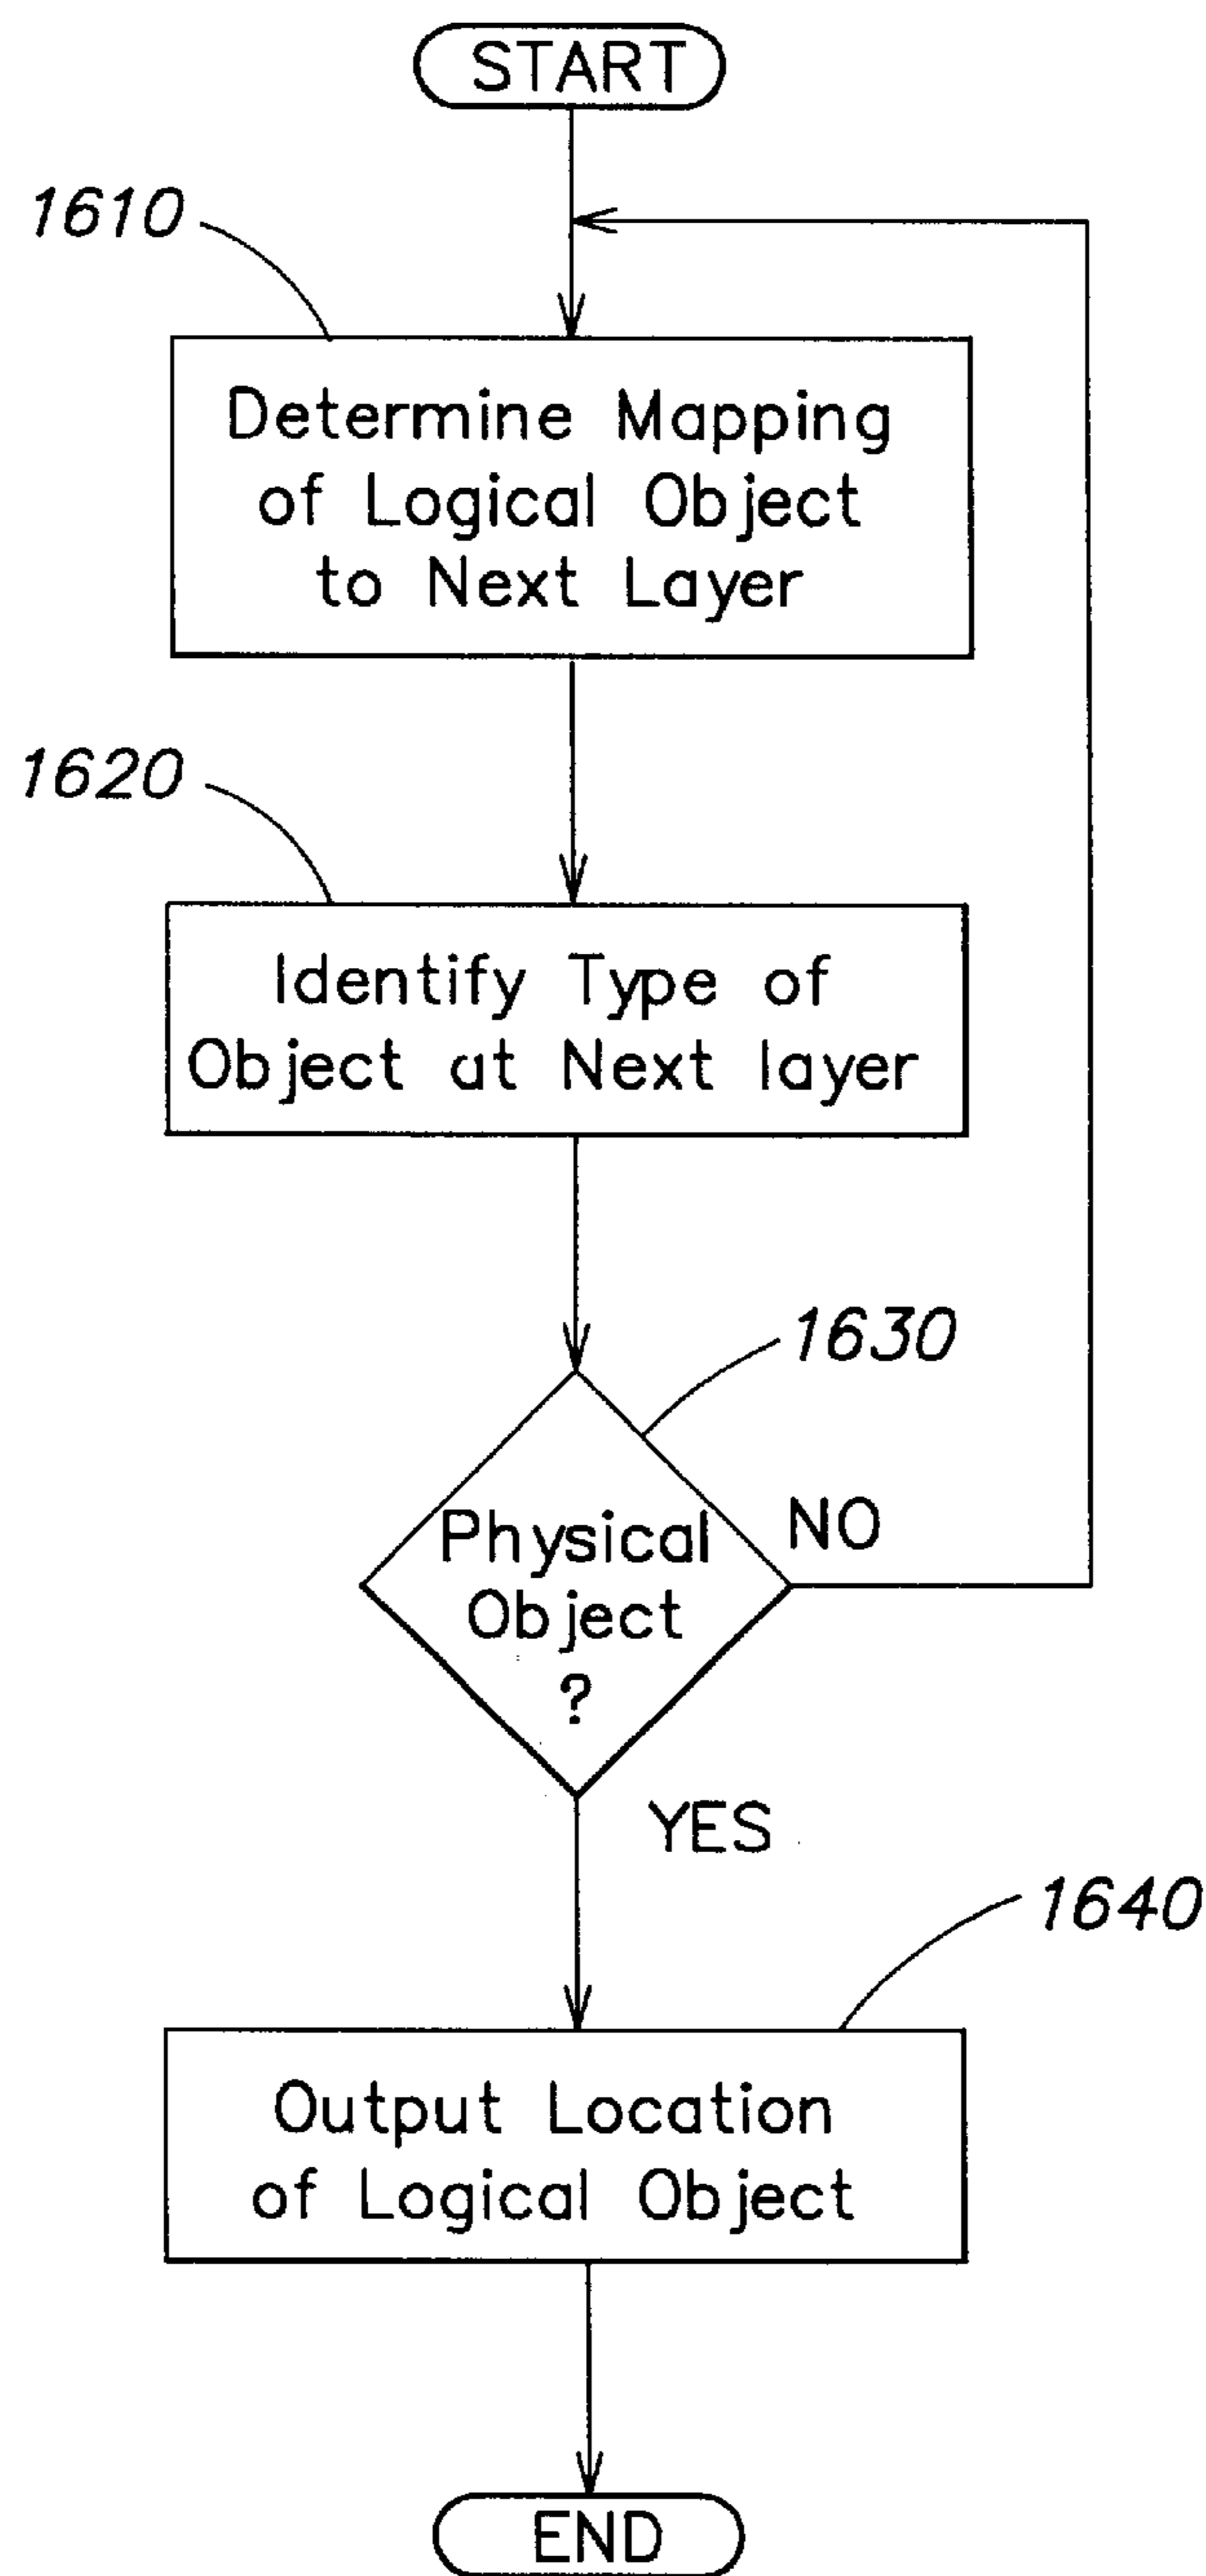 START
1610
Determine Mapping
of Logical Object
to Next Layer
1620
Identify Type of
Object at Next layer
1630
Physical
Object
?
NO
YES
1640
Output Location
of Logical Object
END